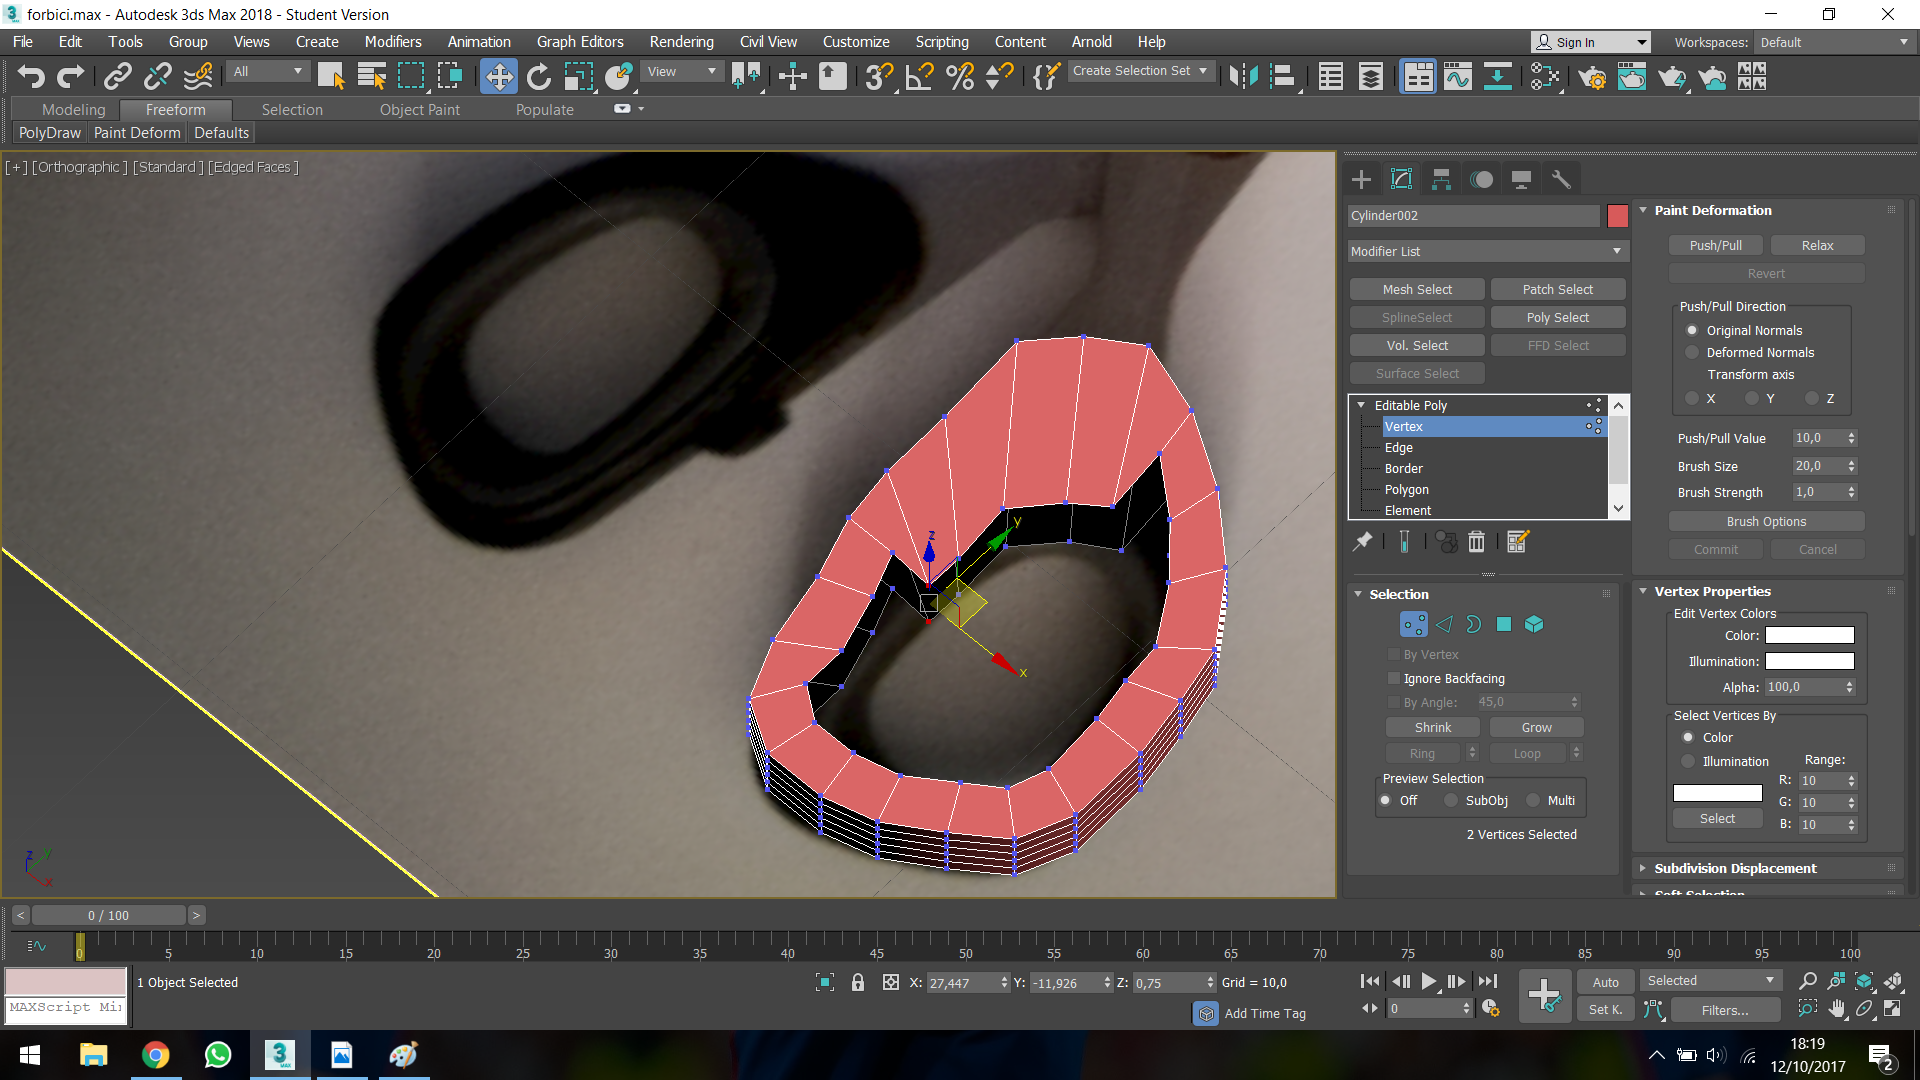 forbici.max - Autodesk 3ds Max 2018 - Student Version
File Edit Tools Group Views Create Modifiers Animation Graph Editors Rendering Civil View Customize Scripting Content Arnold Help
Sign In Workspaces: Default
All View Create Selection Set
Modeling Freeform Selection Object Paint Populate
PolyDraw Paint Deform Defaults
[+] [Orthographic ] [Standard ] [Edged Faces ]
Cylinder002
Modifier List
Mesh Select Patch Select
SplineSelect Poly Select
Vol. Select FFD Select
Surface Select
Editable Poly
Vertex
Edge
Border
Polygon
Element
Selection
By Vertex
Ignore Backfacing
By Angle: 45,0
Shrink Grow
Ring Loop
Preview Selection
Off SubObj Multi
2 Vertices Selected
Paint Deformation
Push/Pull Relax
Revert
Push/Pull Direction
Original Normals
Deformed Normals
Transform axis
X Y Z
Push/Pull Value 10,0
Brush Size 20,0
Brush Strength 1,0
Brush Options
Commit Cancel
Vertex Properties
Edit Vertex Colors
Color:
Illumination:
Alpha: 100,0
Select Vertices By
Color
Illumination Range:
R: 10
G: 10
Select B: 10
Subdivision Displacement
Soft Selection
z y x
z y x
< 0 / 100 >
0 5 10 15 20 25 30 35 40 45 50 55 60 65 70 75 80 85 90 95 100
1 Object Selected X: 27,447 Y: -11,926 Z: 0,75 Grid = 10,0 Auto Selected
MAXScript Mi
Add Time Tag 0 Set K. Filters...
3 MAX
18:19
12/10/2017
2